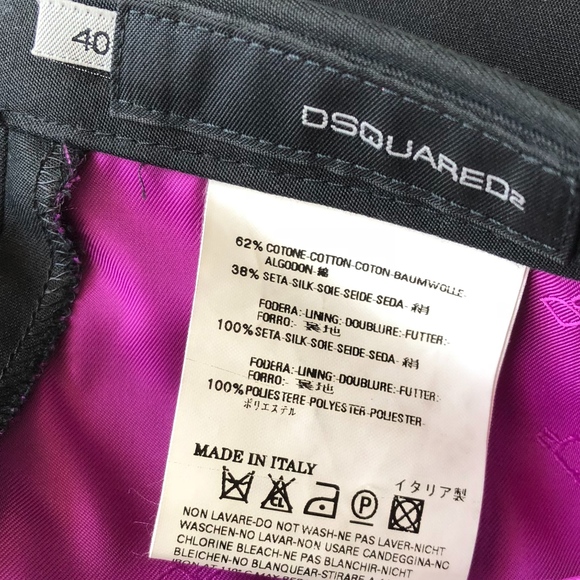 40
DSQUARED2
62% COTONE-COTTON-COTON-BAUMWOLLE-
ALGODON-綿
38% SETA-SILK-SOIE-SEIDE-SEDA-絹
FODERA:-LINING:-DOUBLURE:-FUTTER:-
FORRO:-裏地
100% SETA-SILK-SOIE-SEIDE-SEDA-絹
FODERA:-LINING:-DOUBLURE:-FUTTER:-
FORRO:-裏地
100% POLIESTERE-POLYESTER-POLIESTER-
ポリエステル
MADE IN ITALY
イタリア製
CL
P
NON LAVARE-DO NOT WASH-NE PAS LAVER-NICHT
WASCHEN-NO LAVAR-NON USARE CANDEGGINA-NO
CHLORINE BLEACH-NE PAS BLANCHIR-NICHT
BLEICHEN-NO BLANQUEAR CON CLORO-